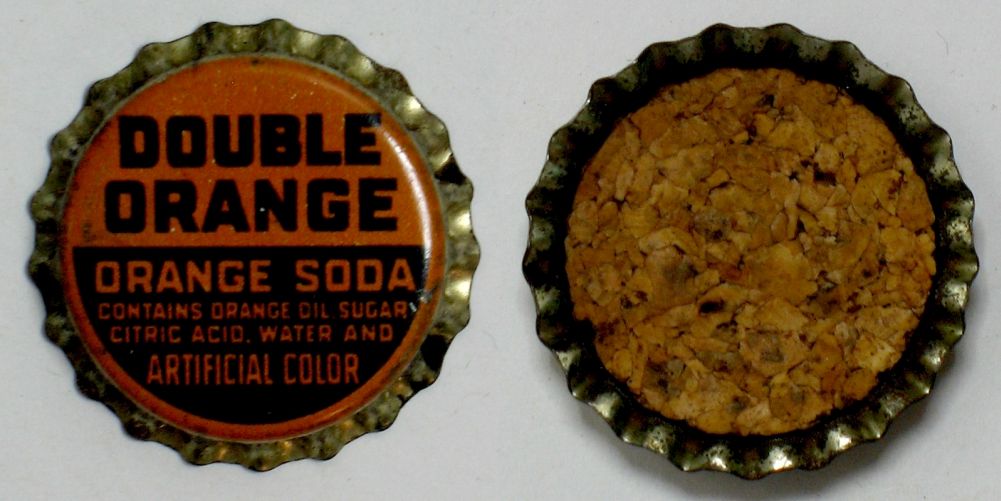 DOUBLE
ORANGE
ORANGE SODA
CONTAINS ORANGE OIL SUGAR
CITRIC ACID, WATER AND
ARTIFICIAL COLOR